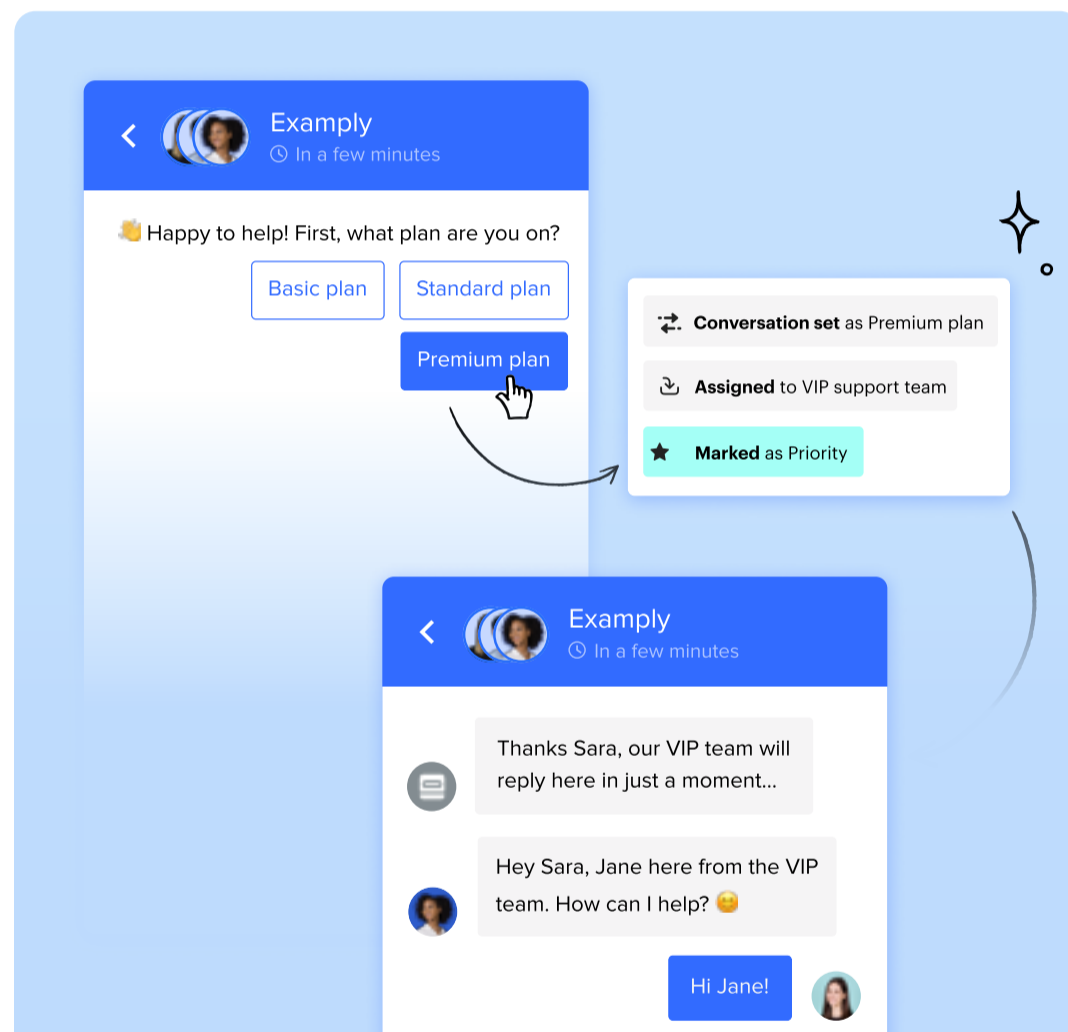 Examply
In a few minutes
👋 Happy to help! First, what plan are you on?
Basic plan
Standard plan
Premium plan
Conversation set as Premium plan
Assigned to VIP support team
Marked as Priority
Examply
In a few minutes
Thanks Sara, our VIP team will
reply here in just a moment...
Hey Sara, Jane here from the VIP
team. How can I help? 😊
Hi Jane!